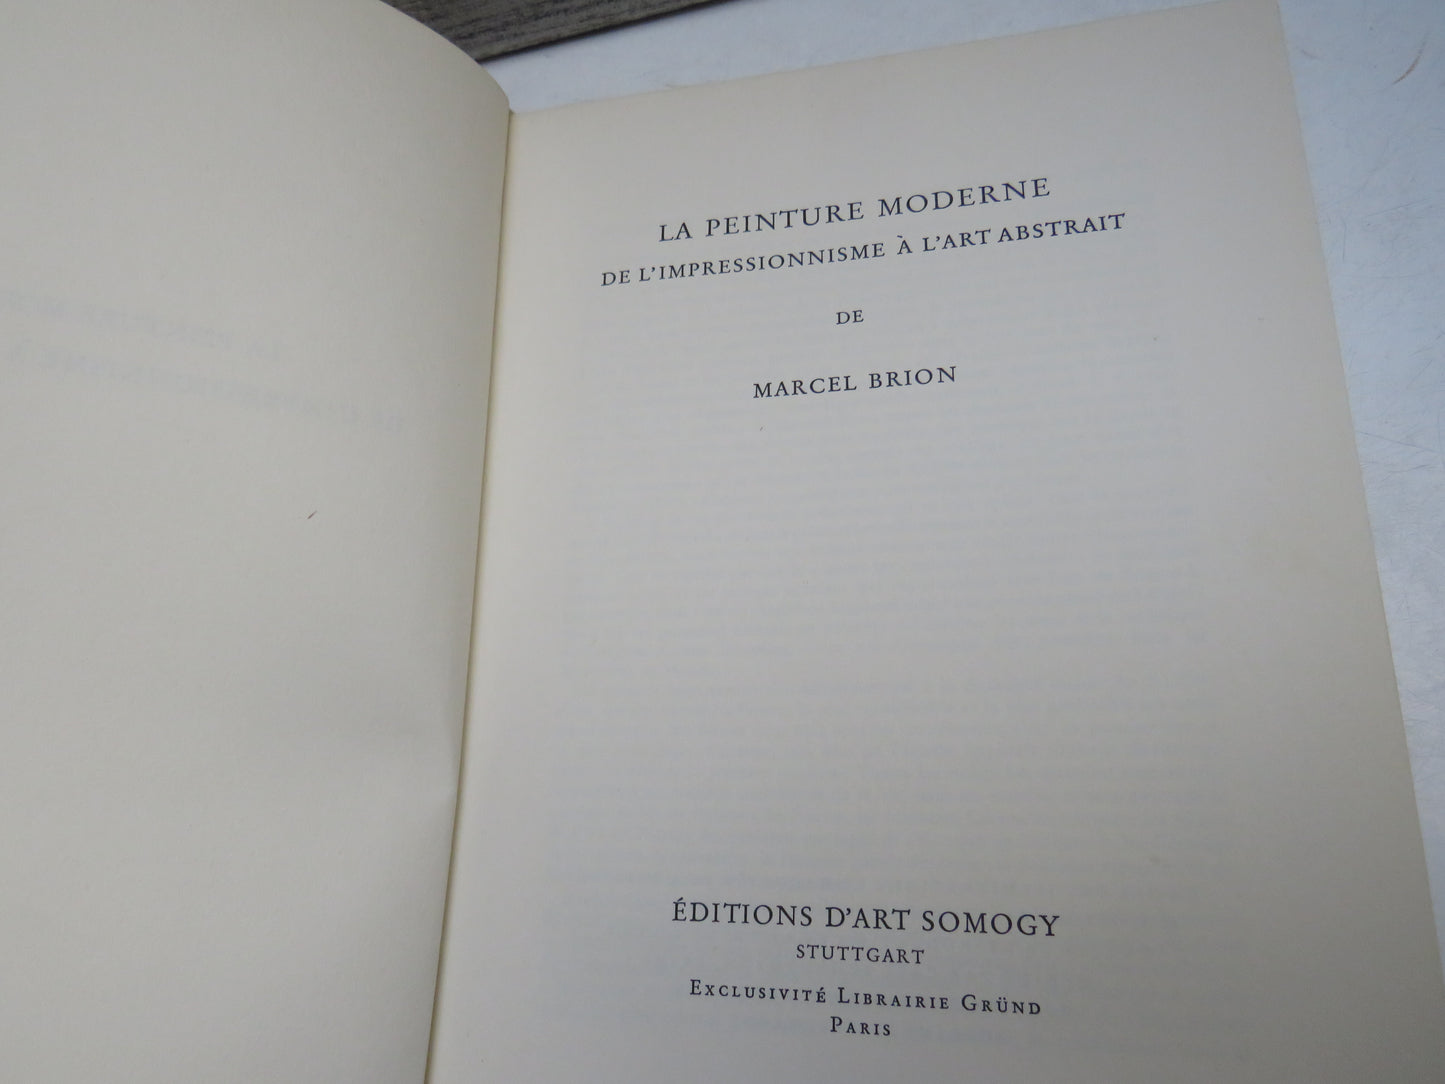 LA PEINTURE MODERNE
DE L'IMPRESSIONNISME À L'ART ABSTRAIT
DE
MARCEL BRION
ÉDITIONS D'ART SOMOGY
STUTTGART
EXCLUSIVITÉ LIBRAIRIE GRÜND
PARIS